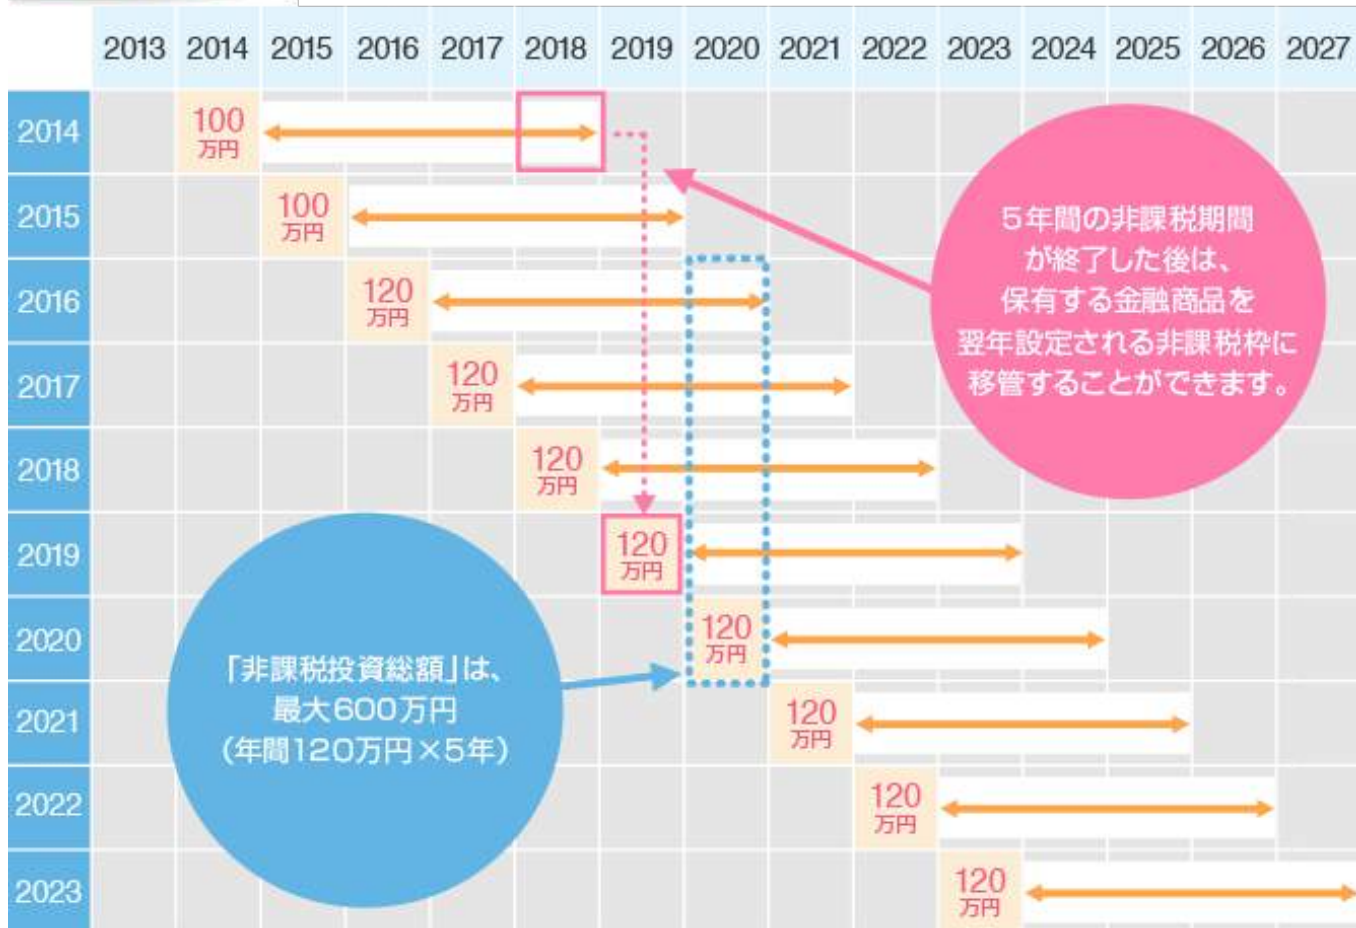 2013 2014 2015 2016 2017 2018 2019 2020 2021 2022 2023 2024 2025 2026 2027
2014
100
万円
2015
100
万円
2016
120
万円
2017
120
万円
2018
120
万円
2019
120
万円
2020
120
万円
2021
120
万円
2022
120
万円
2023
120
万円
5年間の非課税期間
が終了した後は、
保有する金融商品を
翌年設定される非課税枠に
移管することができます。
「非課税投資総額」は、
最大600万円
(年間120万円×5年)